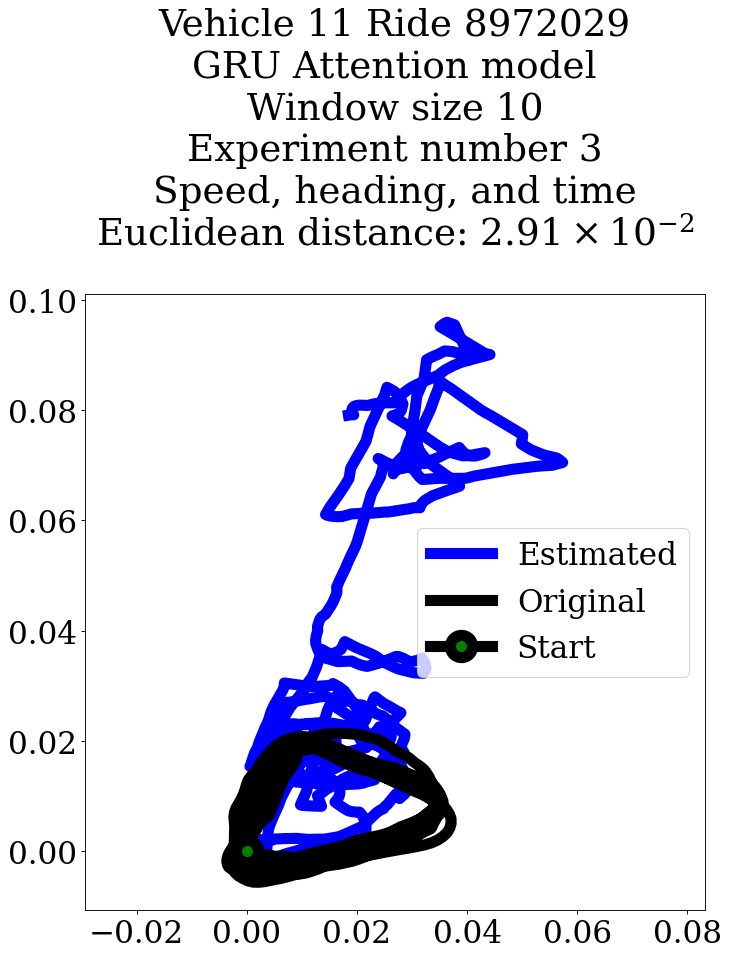 Vehicle 11 Ride 8972029
GRU Attention model
Window size 10
Experiment number 3
Speed, heading, and time
Euclidean distance: 2.91 × 10⁻²
0.10
0.08
0.06
0.04
0.02
0.00
Estimated
Original
Start
−0.02 0.00 0.02 0.04 0.06 0.08